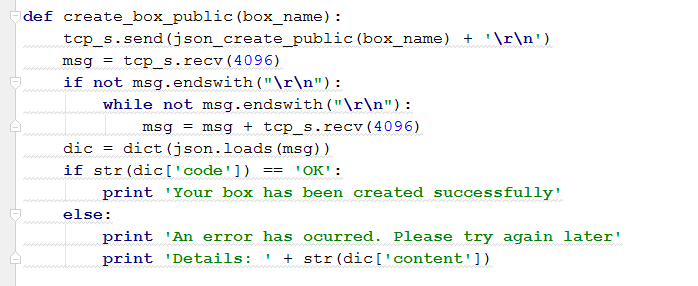 def create_box_public(box_name):
    tcp_s.send(json_create_public(box_name) + '\r\n')
    msg = tcp_s.recv(4096)
    if not msg.endswith("\r\n"):
        while not msg.endswith("\r\n"):
            msg = msg + tcp_s.recv(4096)
    dic = dict(json.loads(msg))
    if str(dic['code']) == 'OK':
        print 'Your box has been created successfully'
    else:
        print 'An error has ocurred. Please try again later'
        print 'Details: ' + str(dic['content'])